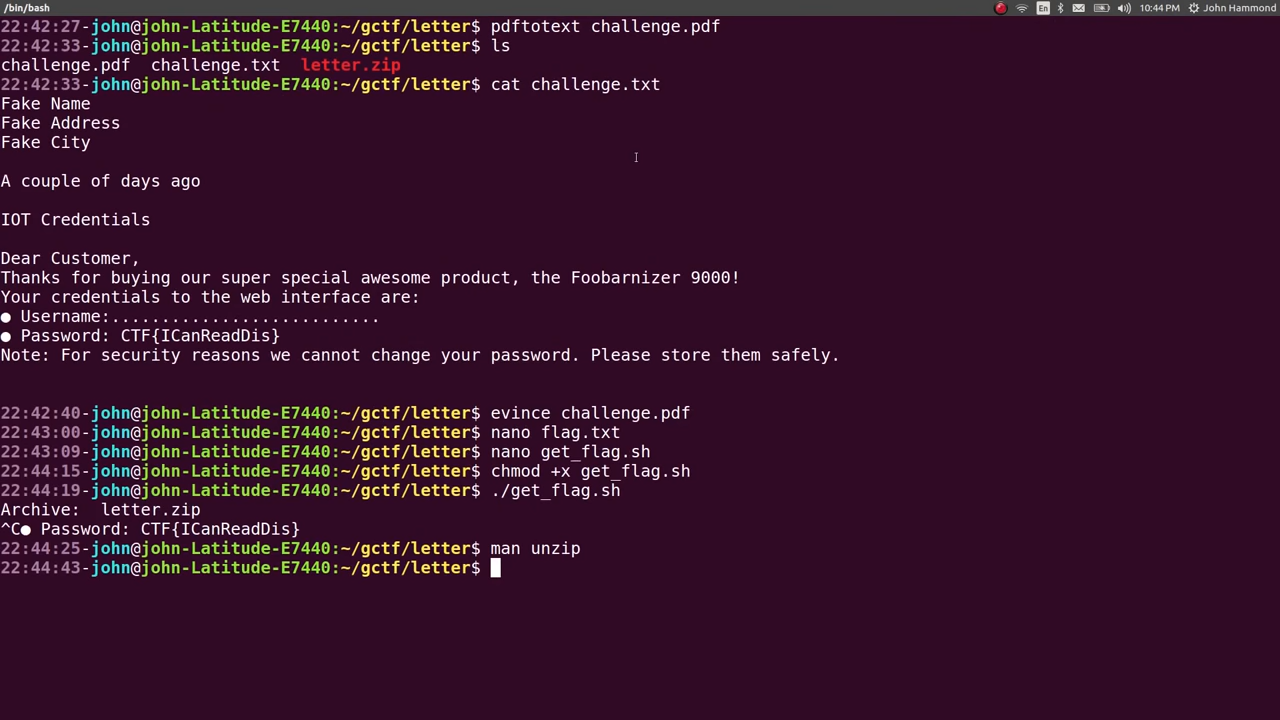 /bin/bash
En
10:44 PM
John Hammond
22:42:27-john@john-Latitude-E7440:~/gctf/letter$ pdftotext challenge.pdf
22:42:33-john@john-Latitude-E7440:~/gctf/letter$ ls
challenge.pdf  challenge.txt  letter.zip
22:42:33-john@john-Latitude-E7440:~/gctf/letter$ cat challenge.txt
Fake Name
Fake Address
Fake City
A couple of days ago
IOT Credentials
Dear Customer,
Thanks for buying our super special awesome product, the Foobarnizer 9000!
Your credentials to the web interface are:
● Username:...........................
● Password: CTF{ICanReadDis}
Note: For security reasons we cannot change your password. Please store them safely.
22:42:40-john@john-Latitude-E7440:~/gctf/letter$ evince challenge.pdf
22:43:00-john@john-Latitude-E7440:~/gctf/letter$ nano flag.txt
22:43:09-john@john-Latitude-E7440:~/gctf/letter$ nano get_flag.sh
22:44:15-john@john-Latitude-E7440:~/gctf/letter$ chmod +x get_flag.sh
22:44:19-john@john-Latitude-E7440:~/gctf/letter$ ./get_flag.sh
Archive:  letter.zip
^C● Password: CTF{ICanReadDis}
22:44:25-john@john-Latitude-E7440:~/gctf/letter$ man unzip
22:44:43-john@john-Latitude-E7440:~/gctf/letter$